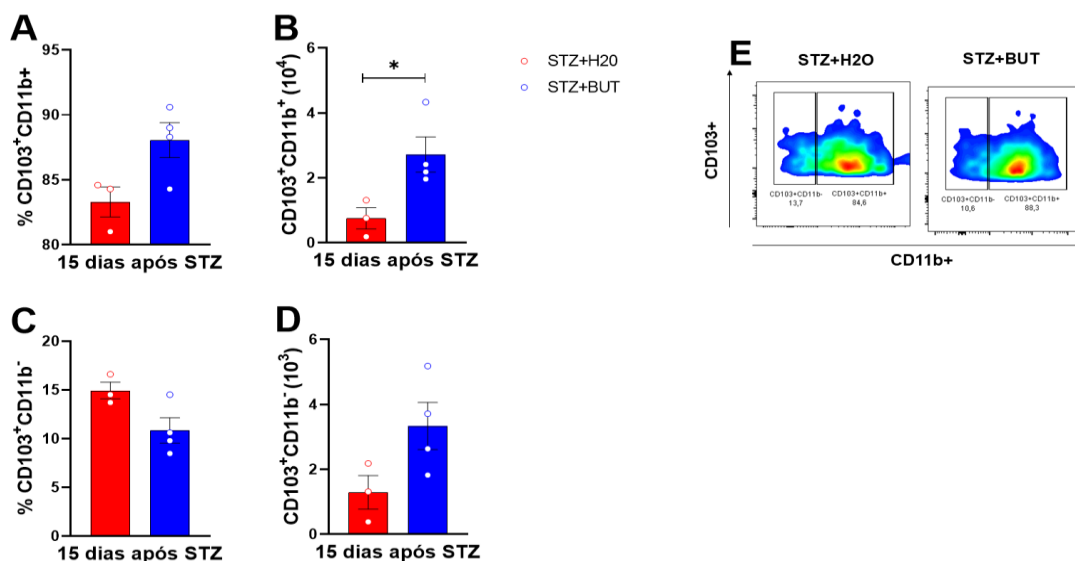 A
% CD103⁺CD11b+
95
90
85
80
15 dias após STZ
B
CD103⁺CD11b⁺ (10⁴)
6
4
2
0
*
15 dias após STZ
STZ+H20
STZ+BUT
E
STZ+H2O
STZ+BUT
CD103+
CD103+CD11b-
13,7
CD103+CD11b+
84,6
CD103+CD11b-
10,6
CD103+CD11b+
88,3
CD11b+
C
% CD103⁺CD11b⁻
20
15
10
5
0
15 dias após STZ
D
CD103⁺CD11b⁻ (10³)
6
4
2
0
15 dias após STZ